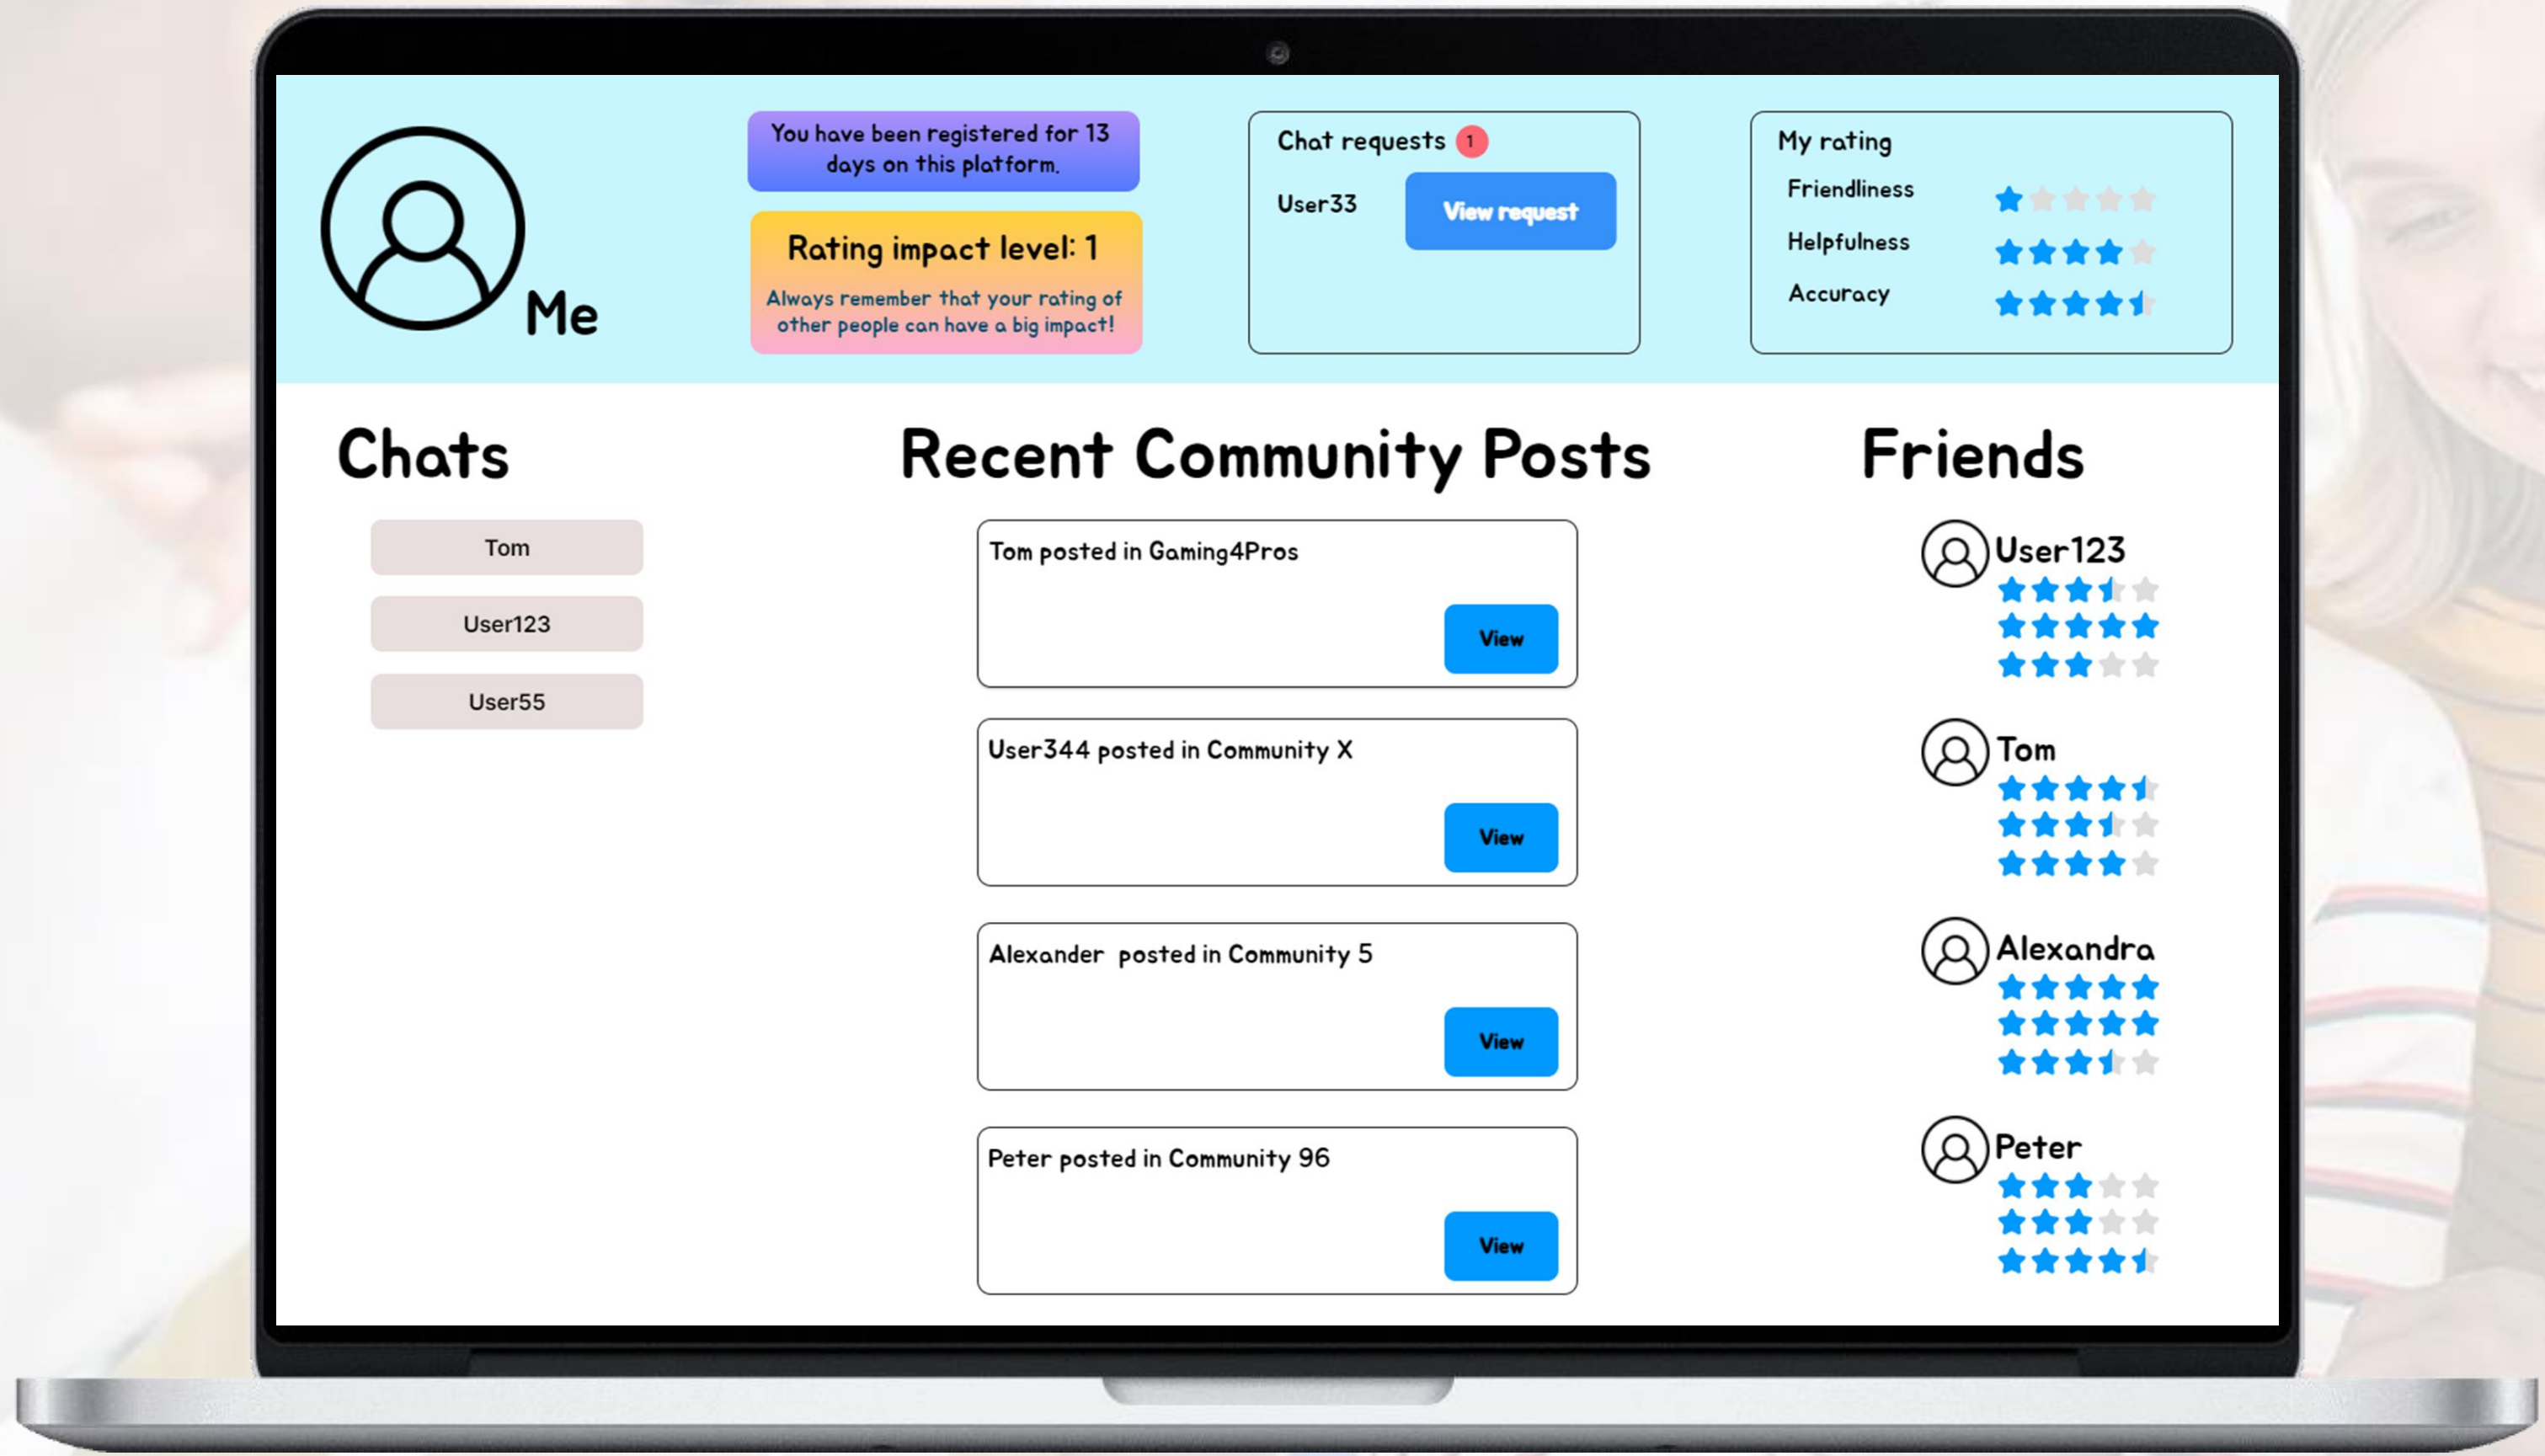 Me
You have been registered for 13
days on this platform.
Rating impact level: 1
Always remember that your rating of
other people can have a big impact!
Chat requests 1
User33
View request
My rating
Friendliness
Helpfulness
Accuracy
Chats
Tom
User123
User55
Recent Community Posts
Tom posted in Gaming4Pros
View
User344 posted in Community X
View
Alexander posted in Community 5
View
Peter posted in Community 96
View
Friends
User123
Tom
Alexandra
Peter